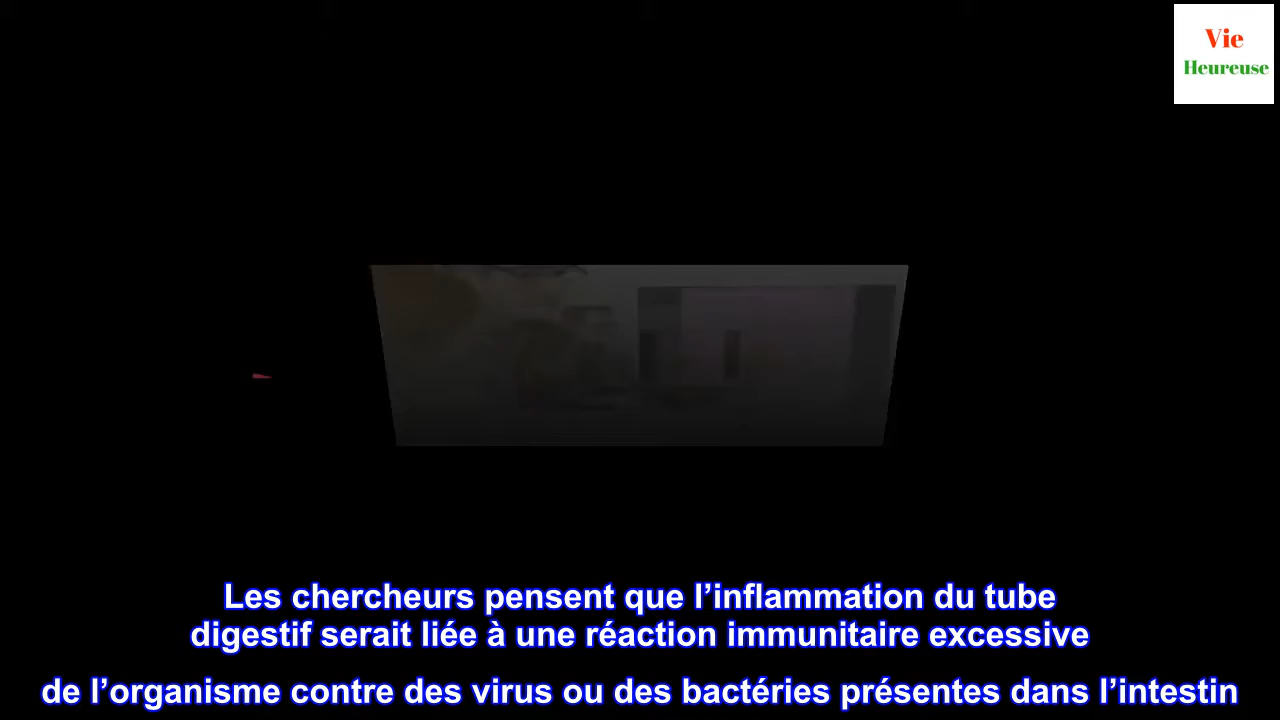 Vie
Heureuse
Les chercheurs pensent que l’inflammation du tube
digestif serait liée à une réaction immunitaire excessive
de l’organisme contre des virus ou des bactéries présentes dans l’intestin